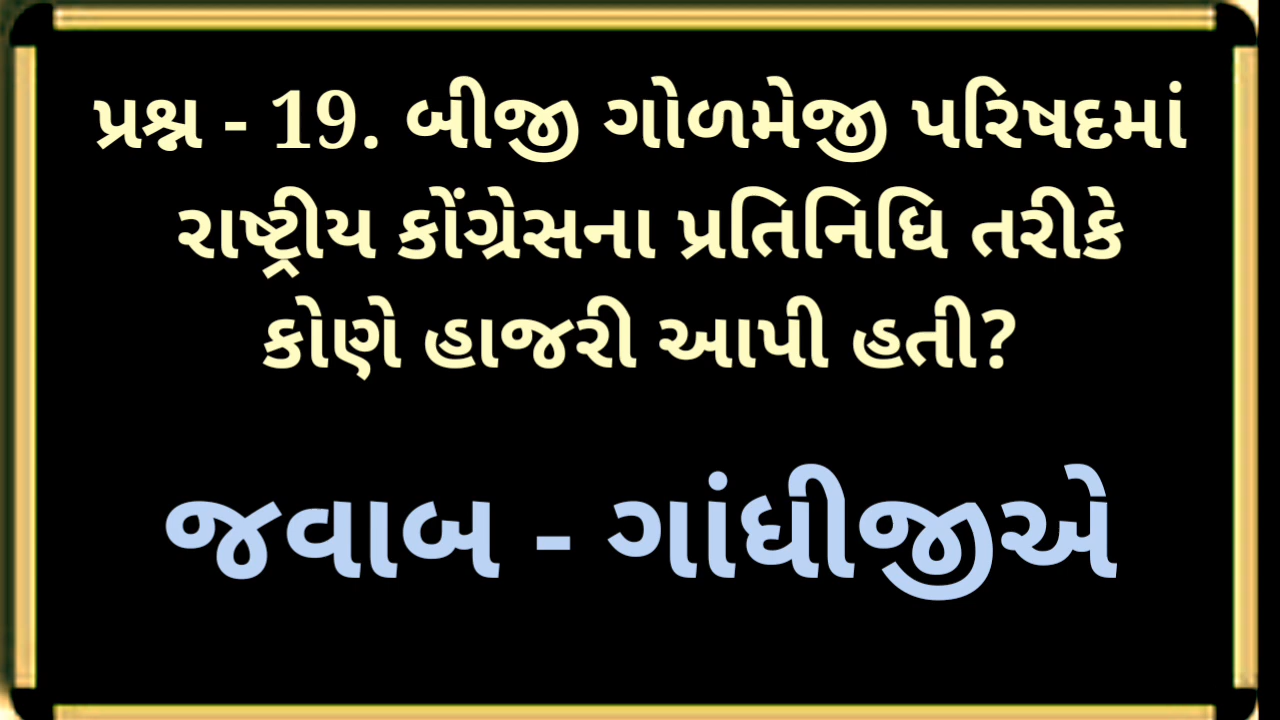 પ્રશ્ન - 19. બીજી ગોળમેજી પરિષદમાં
રાષ્ટ્રીય કોંગ્રેસના પ્રતિનિધિ તરીકે
કોણે હાજરી આપી હતી?
જવાબ - ગાંધીજીએ